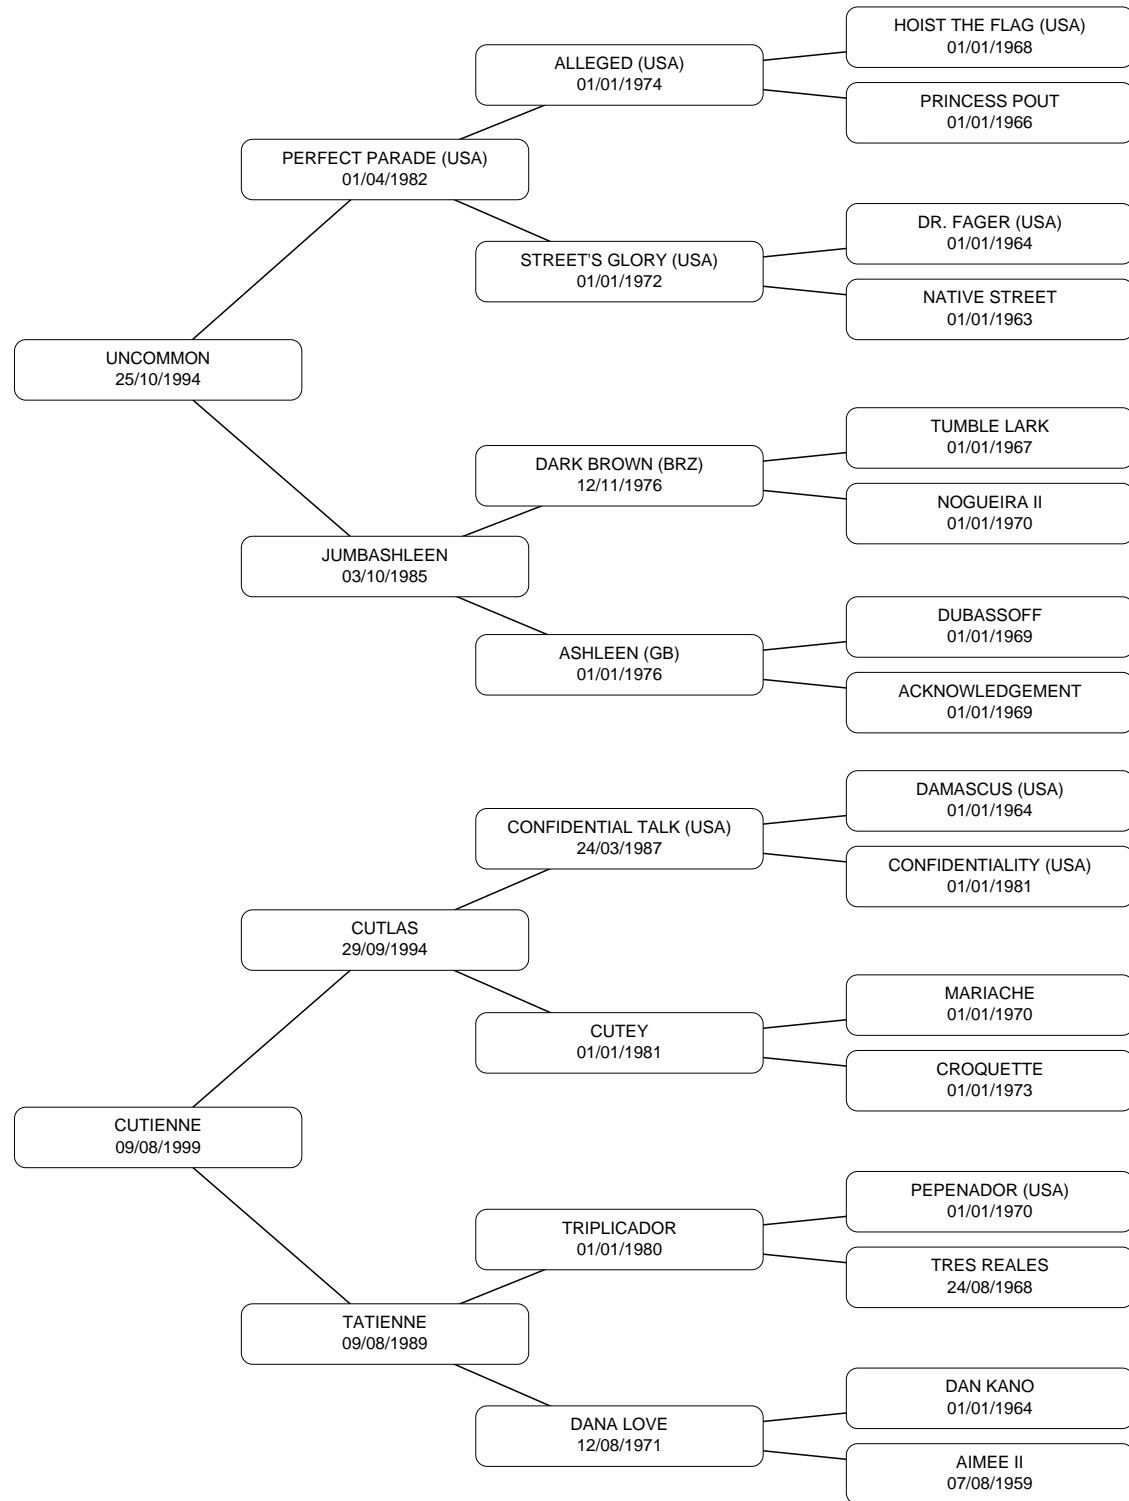 HOIST THE FLAG (USA)
01/01/1968
ALLEGED (USA)
01/01/1974
PRINCESS POUT
01/01/1966
PERFECT PARADE (USA)
01/04/1982
DR. FAGER (USA)
01/01/1964
STREET'S GLORY (USA)
01/01/1972
NATIVE STREET
01/01/1963
UNCOMMON
25/10/1994
TUMBLE LARK
01/01/1967
DARK BROWN (BRZ)
12/11/1976
NOGUEIRA II
01/01/1970
JUMBASHLEEN
03/10/1985
DUBASSOFF
01/01/1969
ASHLEEN (GB)
01/01/1976
ACKNOWLEDGEMENT
01/01/1969
DAMASCUS (USA)
01/01/1964
CONFIDENTIAL TALK (USA)
24/03/1987
CONFIDENTIALITY (USA)
01/01/1981
CUTLAS
29/09/1994
MARIACHE
01/01/1970
CUTEY
01/01/1981
CROQUETTE
01/01/1973
CUTIENNE
09/08/1999
PEPENADOR (USA)
01/01/1970
TRIPLICADOR
01/01/1980
TRES REALES
24/08/1968
TATIENNE
09/08/1989
DAN KANO
01/01/1964
DANA LOVE
12/08/1971
AIMEE II
07/08/1959